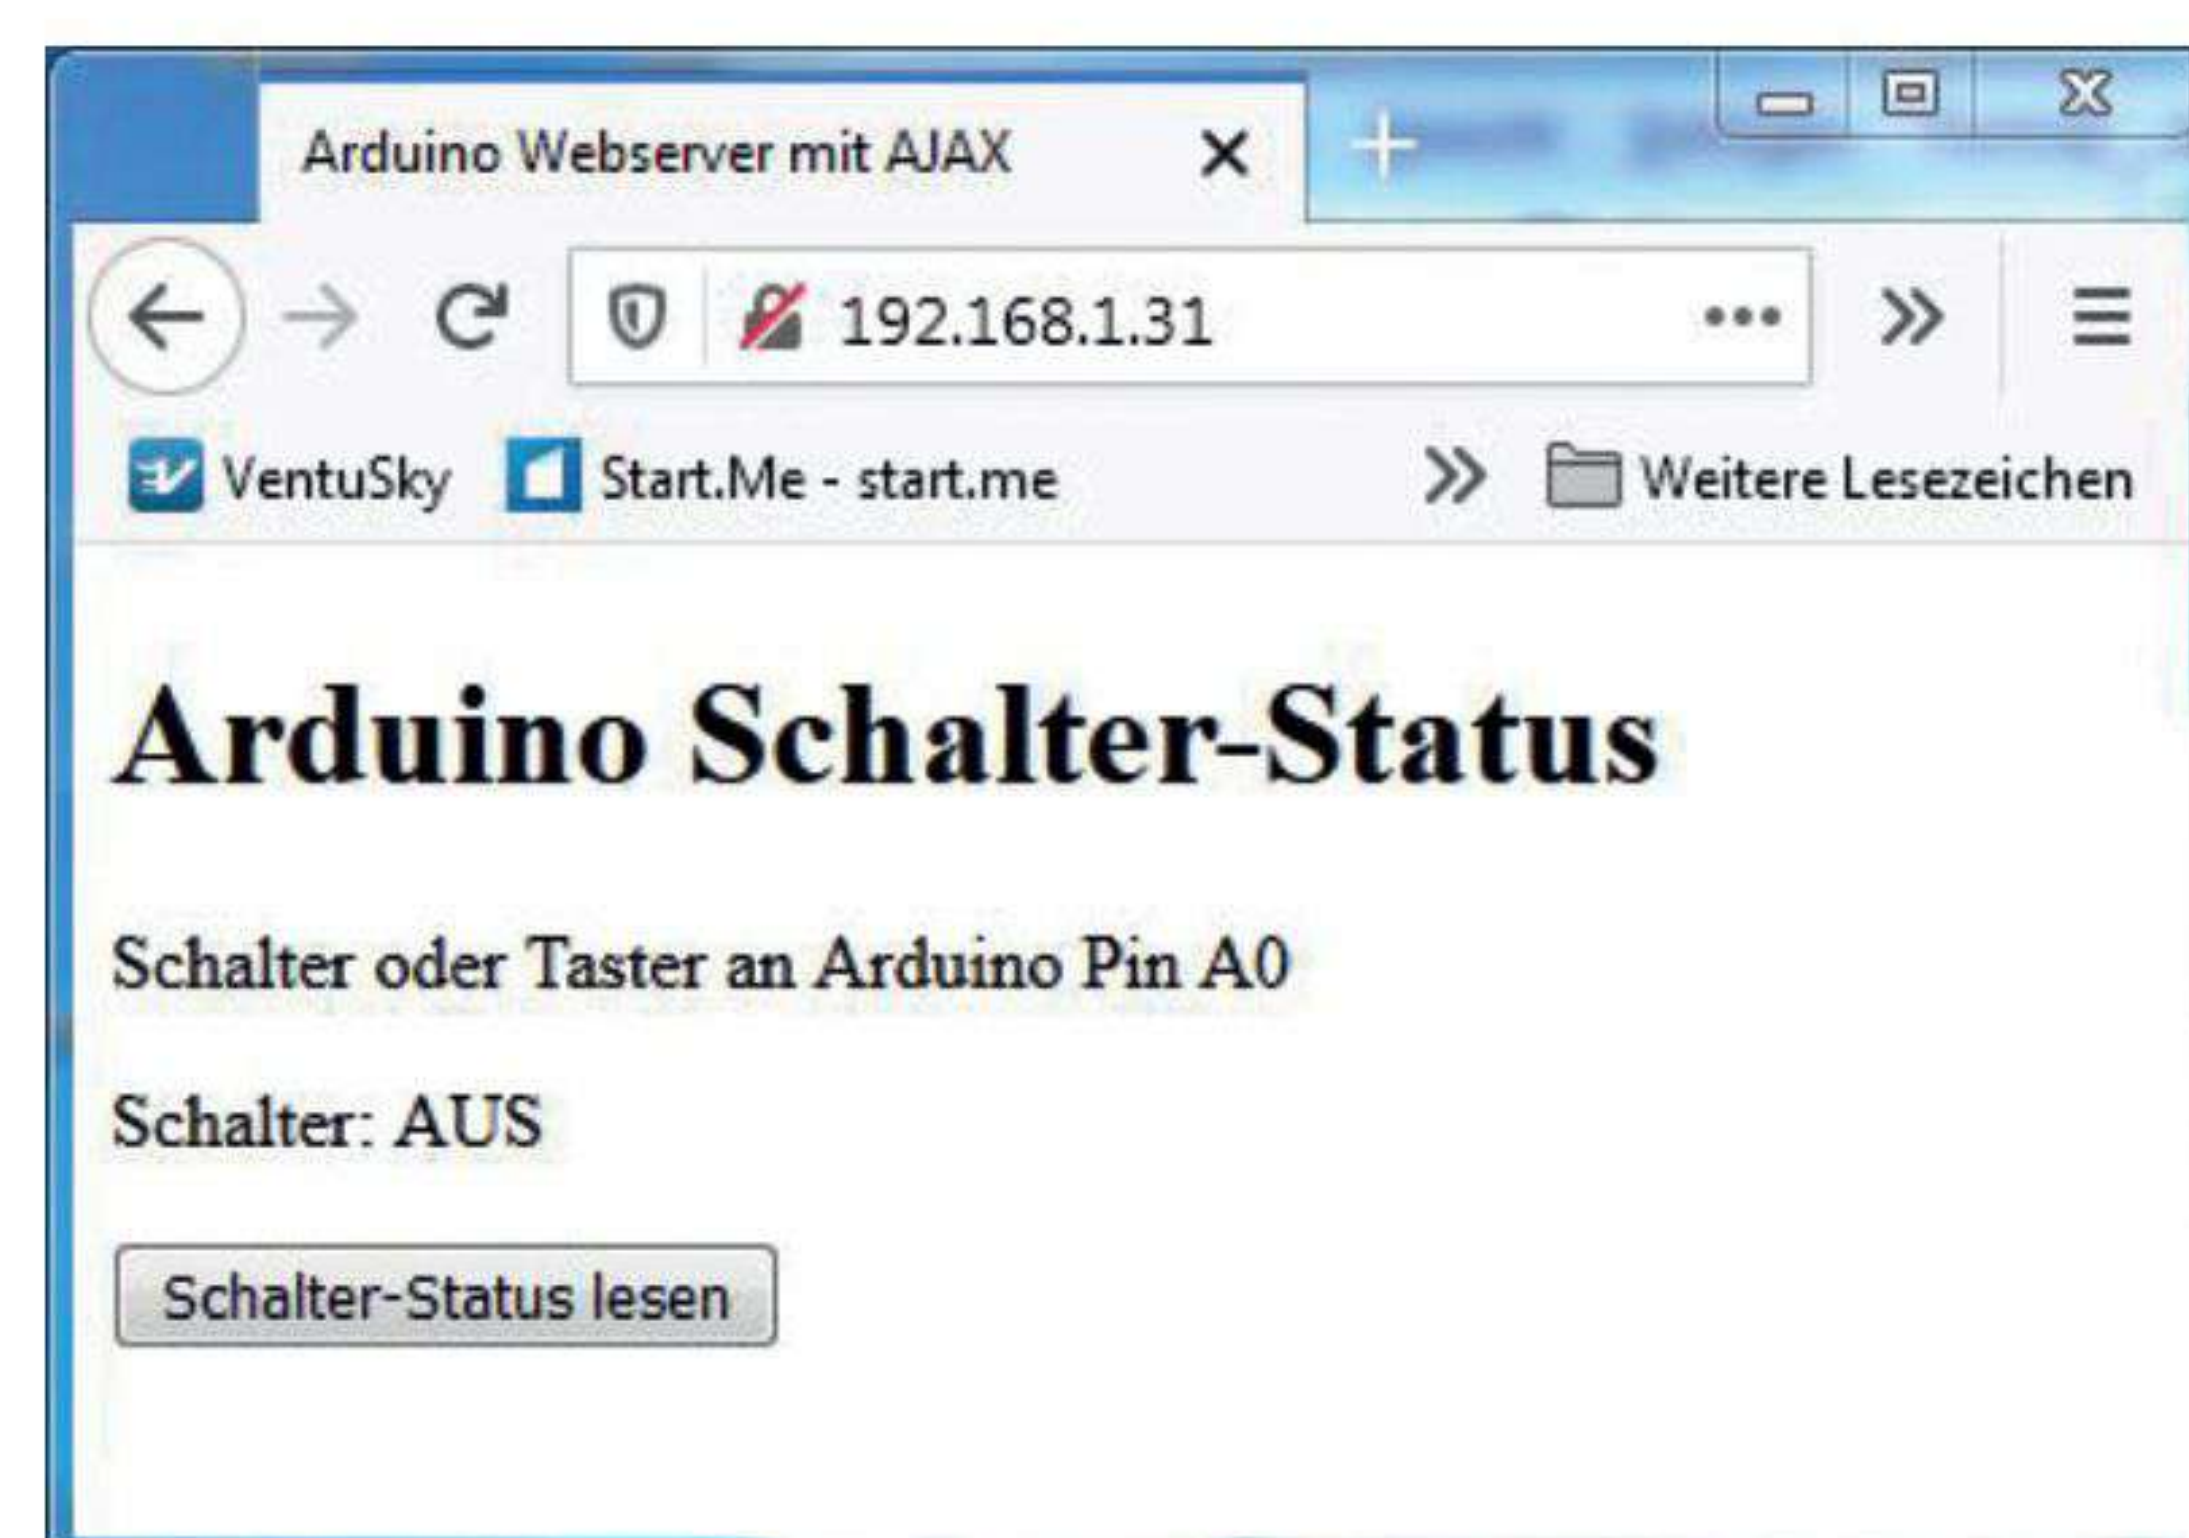 Arduino Webserver mit AJAX
192.168.1.31
VentuSky Start.Me - start.me Weitere Lesezeichen
Arduino Schalter-Status
Schalter oder Taster an Arduino Pin A0
Schalter: AUS
Schalter-Status lesen